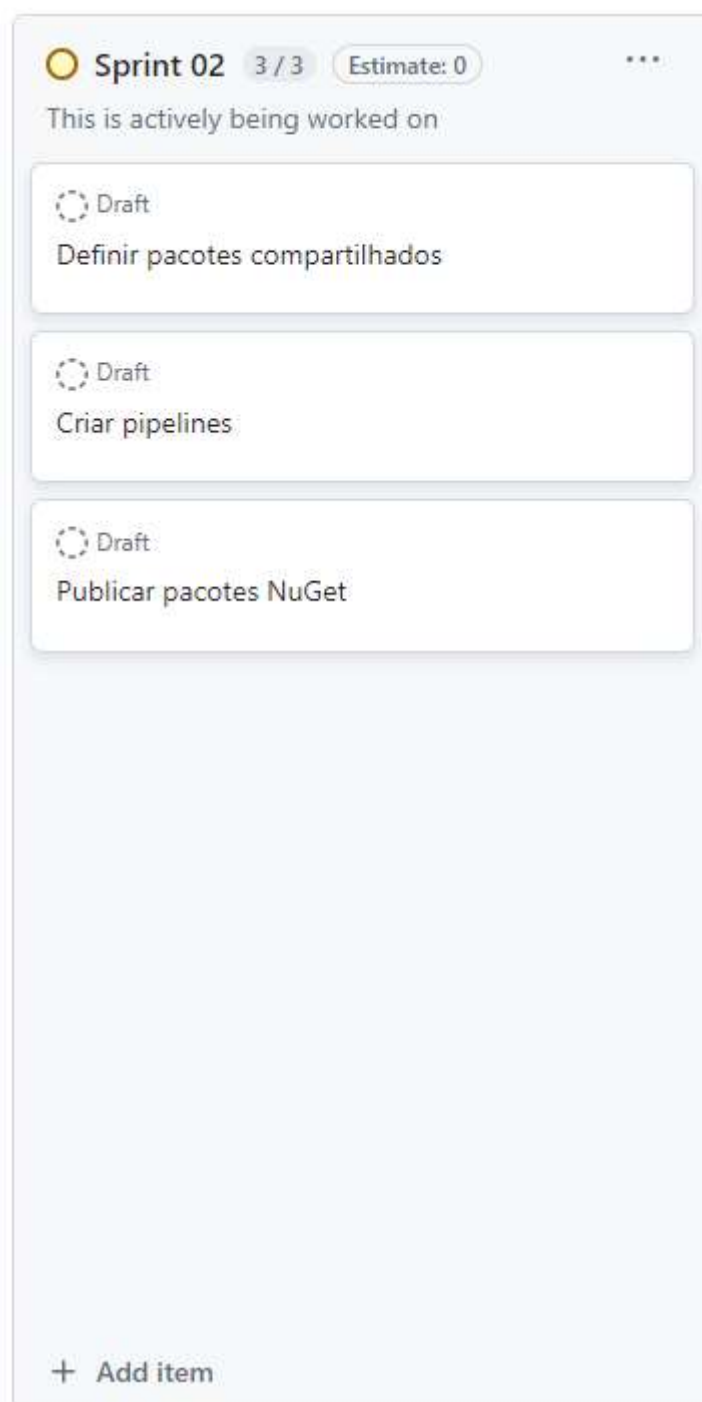 Sprint 02 3 / 3 Estimate: 0
This is actively being worked on
Draft
Definir pacotes compartilhados
Draft
Criar pipelines
Draft
Publicar pacotes NuGet
+ Add item